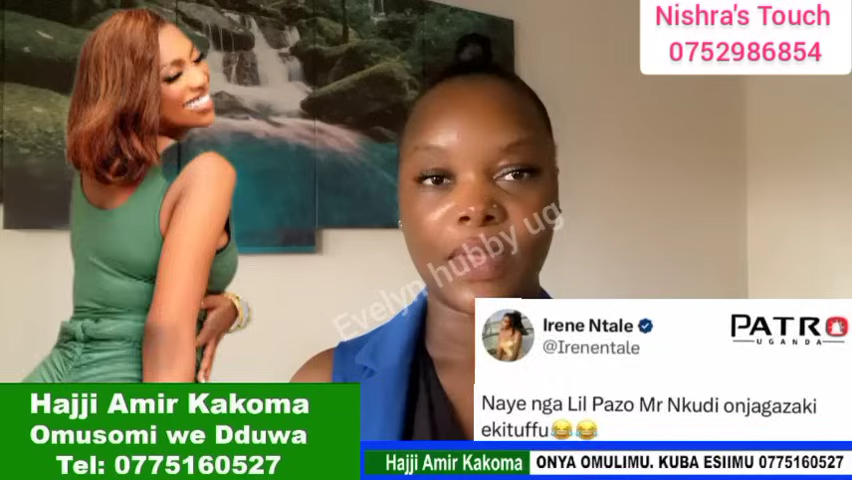 Nishra's Touch
0752986854
Evelyn hubby ug
Irene Ntale
@Irenentale
PATRO
UGANDA
Naye nga Lil Pazo Mr Nkudi onjagazaki
ekituffu😂😂
Hajji Amir Kakoma
Omusomi we Dduwa
Tel: 0775160527
Hajji Amir Kakoma
ONYA OMULIMU. KUBA ESIIMU 0775160527